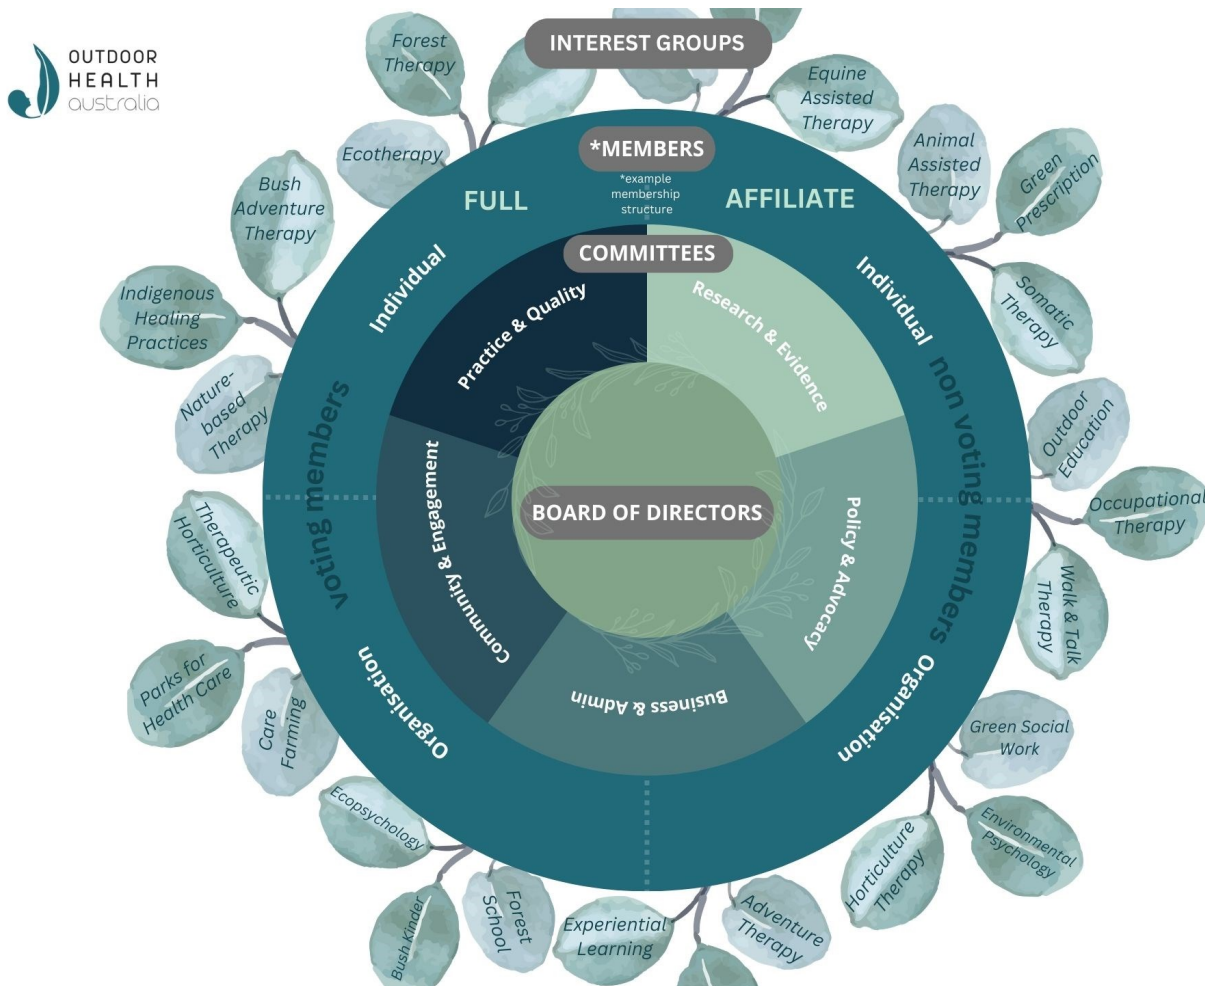 OUTDOOR
HEALTH
australia
INTEREST GROUPS
Forest
Therapy
Equine
Assisted
Therapy
Ecotherapy
Animal
Assisted
Therapy
Green
Prescription
Bush
Adventure
Therapy
Somatic
Therapy
Indigenous
Healing
Practices
Nature-
based
Therapy
Outdoor
Education
Occupational
Therapy
Therapeutic
Horticulture
Walk & Talk
Therapy
Parks for
Health Care
Care
Farming
Green Social
Work
Ecopsychology
Environmental
Psychology
Horticulture
Therapy
Bush Kinder
Forest
School
Experiential
Learning
Adventure
Therapy
*MEMBERS
*example
membership
structure
FULL
AFFILIATE
Individual
Individual
voting members
non voting members
Organisation
Organisation
COMMITTEES
Practice & Quality
Research & Evidence
Community & Engagement
Policy & Advocacy
Business & Admin
BOARD OF DIRECTORS